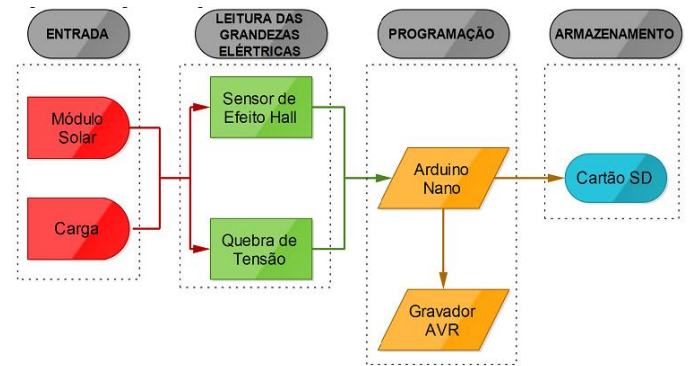 ENTRADA
LEITURA DAS
GRANDEZAS
ELÉTRICAS
PROGRAMAÇÃO
ARMAZENAMENTO
Módulo
Solar
Carga
Sensor de
Efeito Hall
Quebra de
Tensão
Arduino
Nano
Gravador
AVR
Cartão SD